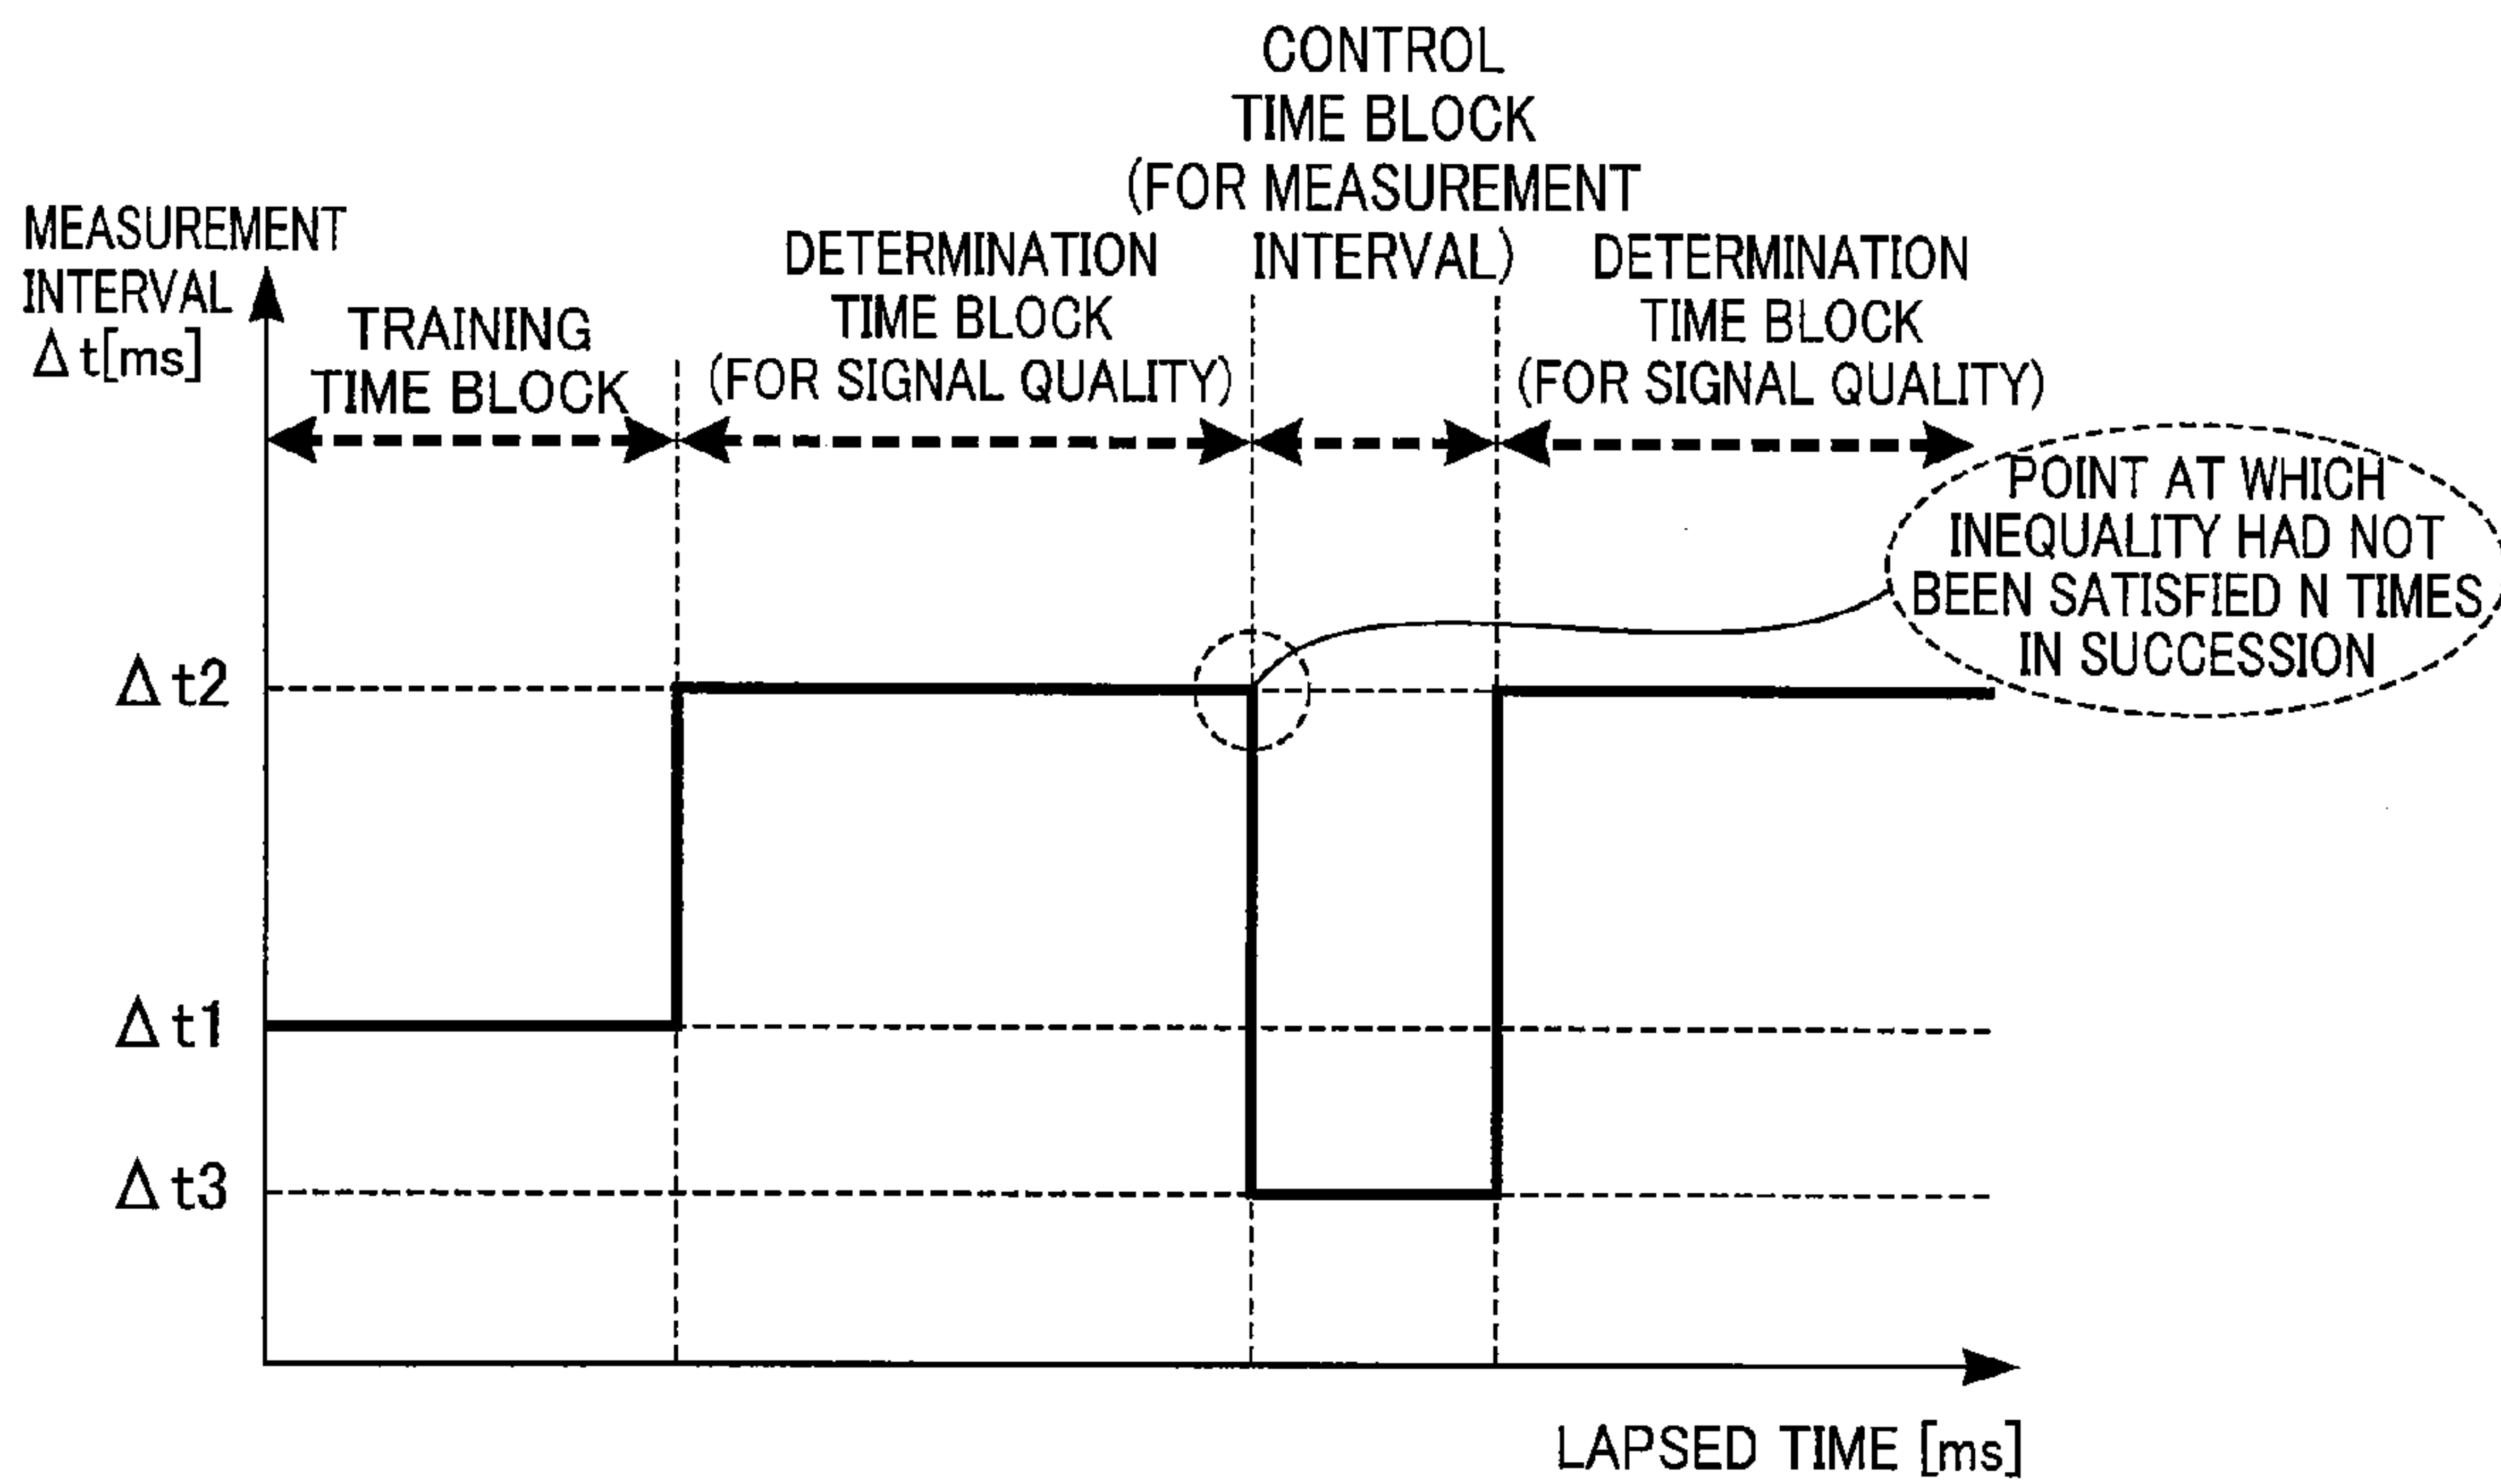 MEASUREMENT
INTERVAL
Δt[ms]
TRAINING
TIME BLOCK
DETERMINATION
TIME BLOCK
(FOR SIGNAL QUALITY)
CONTROL
TIME BLOCK
(FOR MEASUREMENT
INTERVAL)
DETERMINATION
TIME BLOCK
(FOR SIGNAL QUALITY)
POINT AT WHICH
INEQUALITY HAD NOT
BEEN SATISFIED N TIMES
IN SUCCESSION
Δt2
Δt1
Δt3
LAPSED TIME [ms]